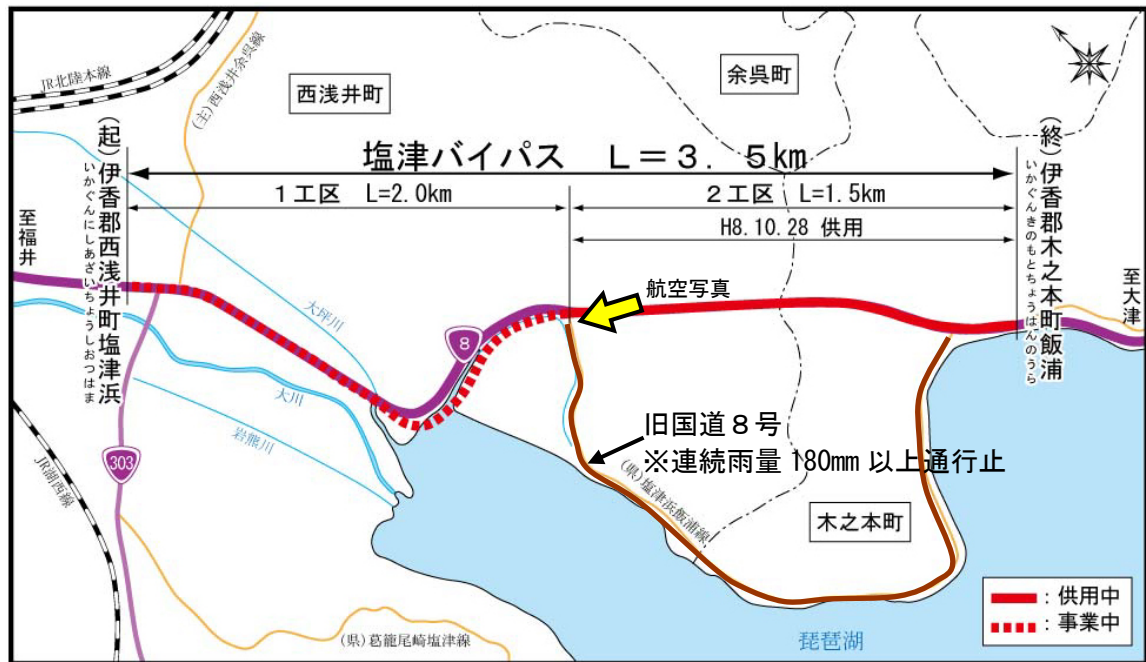 JR北陸本線
(主)西浅井余呉線
西浅井町
余呉町
塩津バイパス L=3.5km
1工区 L=2.0km
2工区 L=1.5km
H8.10.28 供用
至福井
(起)伊香郡西浅井町塩津浜
いかぐんにしあざいちょうしおつはま
(終)伊香郡木之本町飯浦
いかぐんきのもとちょうはんのうら
至大津
航空写真
大坪川
8
大川
岩熊川
303
JR湖西線
旧国道8号
※連続雨量180mm以上通行止
(県)塩津浜飯浦線
木之本町
(県)葛籠尾崎塩津線
琵琶湖
:供用中
:事業中